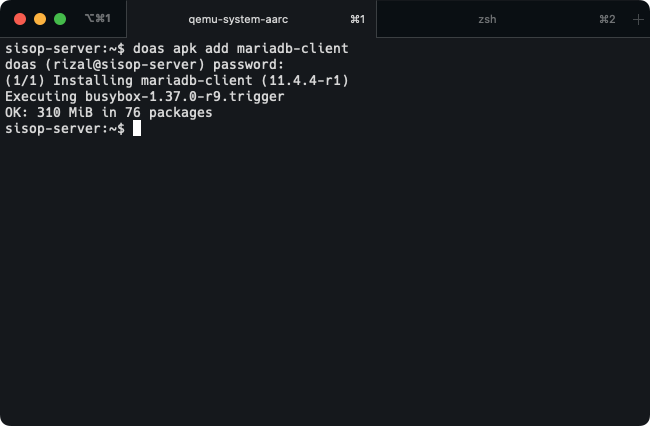 ⌥⌘1 qemu-system-aarc ⌘1 zsh ⌘2 +
sisop-server:~$ doas apk add mariadb-client
doas (rizal@sisop-server) password:
(1/1) Installing mariadb-client (11.4.4-r1)
Executing busybox-1.37.0-r9.trigger
OK: 310 MiB in 76 packages
sisop-server:~$